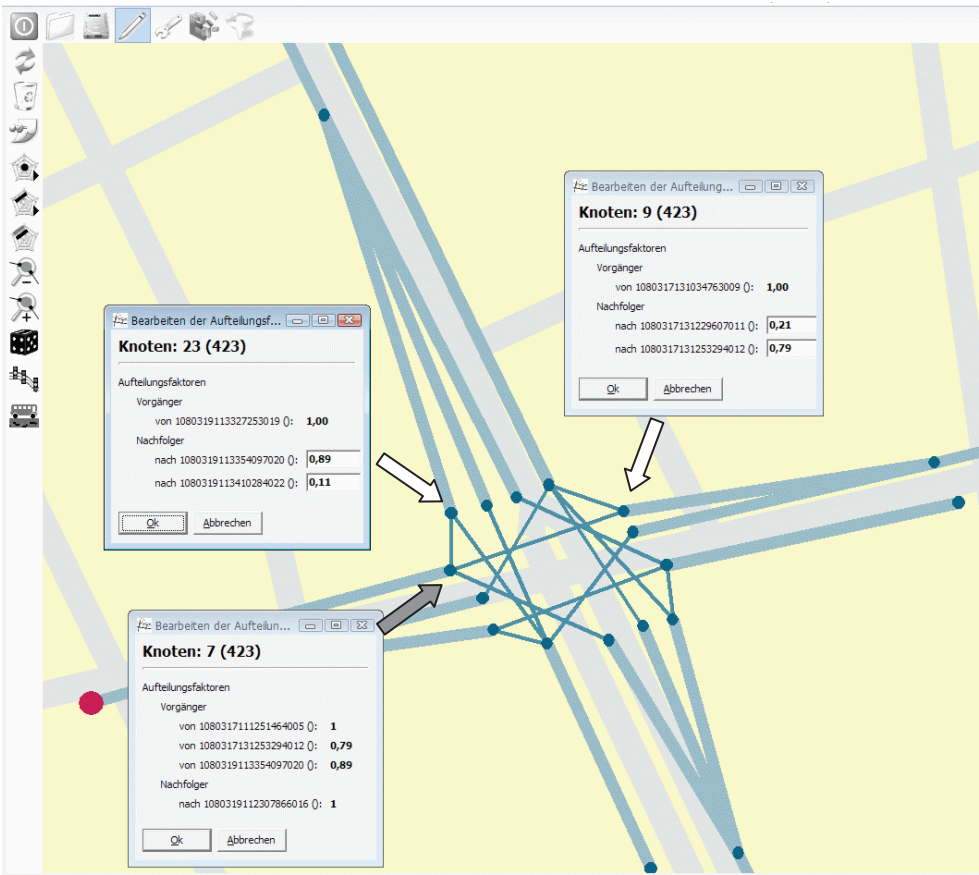 Bearbeiten der Aufteilung...
Knoten: 9 (423)
Aufteilungsfaktoren
Vorgänger
von 1080317131034763009 (): 1,00
Nachfolger
nach 1080317131229607011 (): 0,21
nach 1080317131253294012 (): 0,79
Ok Abbrechen
Bearbeiten der Aufteilungsf...
Knoten: 23 (423)
Aufteilungsfaktoren
Vorgänger
von 1080319113327253019 (): 1,00
Nachfolger
nach 1080319113354097020 (): 0,89
nach 1080319113410284022 (): 0,11
Ok Abbrechen
Bearbeiten der Aufteilun...
Knoten: 7 (423)
Aufteilungsfaktoren
Vorgänger
von 1080317111251464005 (): 1
von 1080317131253294012 (): 0,79
von 1080319113354097020 (): 0,89
Nachfolger
nach 1080319112307866016 (): 1
Ok Abbrechen